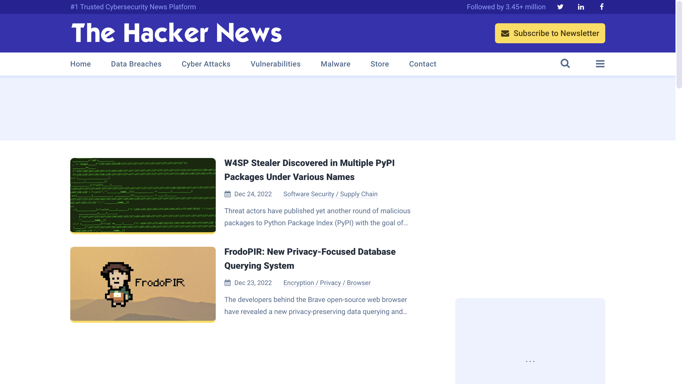 #1 Trusted Cybersecurity News Platform
Followed by 3.45+ million
The Hacker News
Subscribe to Newsletter
Home
Data Breaches
Cyber Attacks
Vulnerabilities
Malware
Store
Contact
W4SP Stealer Discovered in Multiple PyPI
Packages Under Various Names
Dec 24, 2022
Software Security / Supply Chain
Threat actors have published yet another round of malicious
packages to Python Package Index (PyPI) with the goal of…
FrodoPIR
FrodoPIR: New Privacy-Focused Database
Querying System
Dec 23, 2022
Encryption / Privacy / Browser
The developers behind the Brave open-source web browser
have revealed a new privacy-preserving data querying and…
...